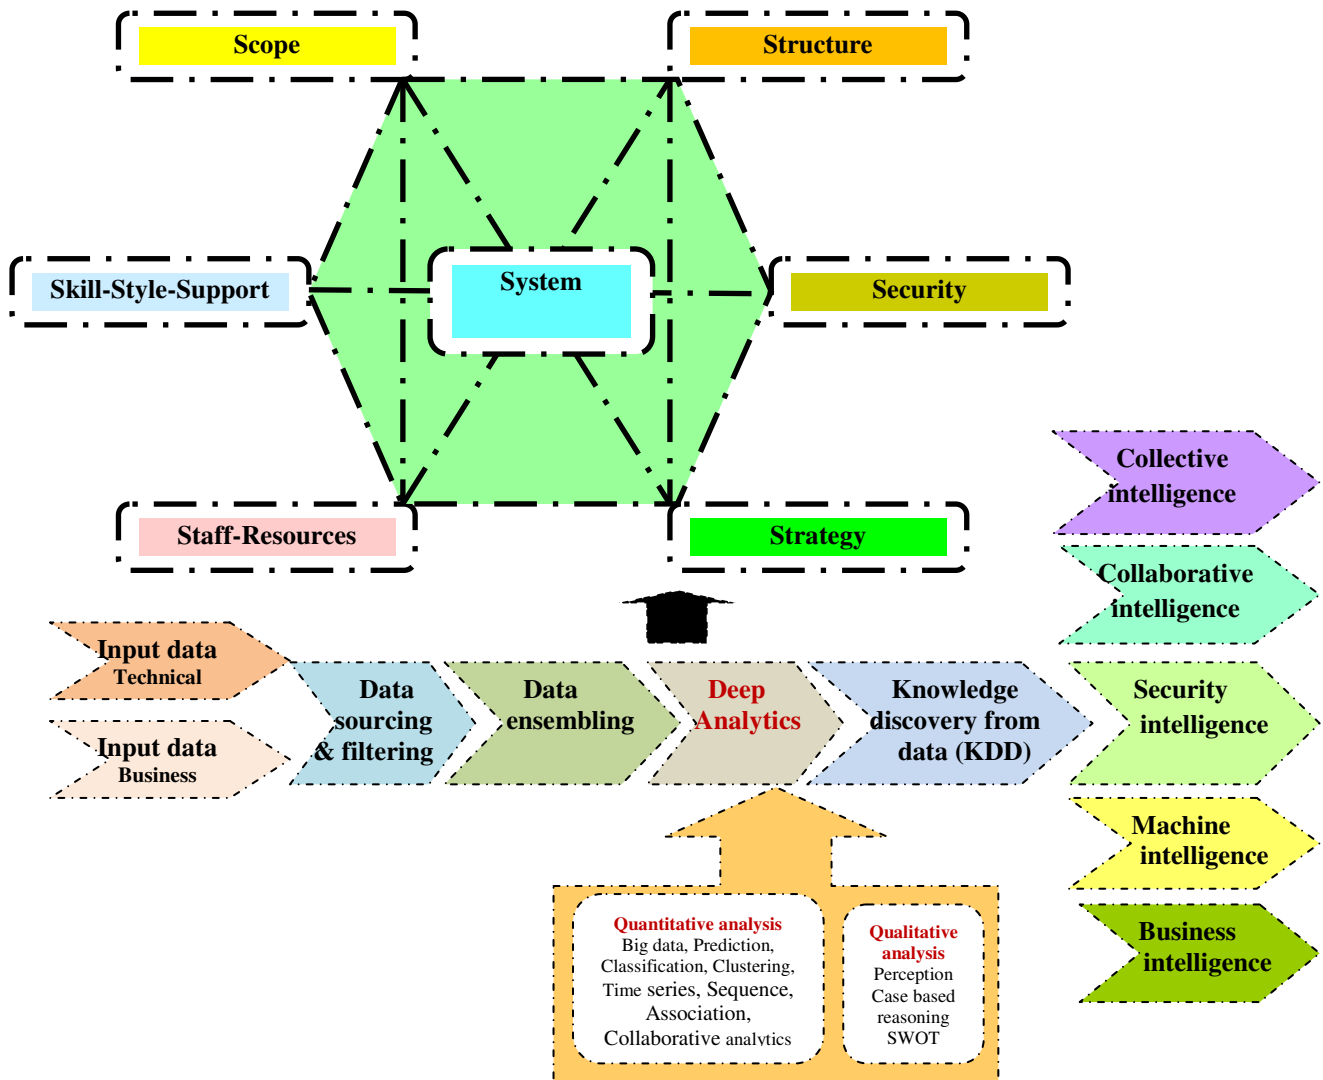 Scope
Structure
Skill-Style-Support
System
Security
Staff-Resources
Strategy
Collective
intelligence
Collaborative
intelligence
Input data
Technical
Input data
Business
Data
sourcing
& filtering
Data
ensembling
Deep
Analytics
Knowledge
discovery from
data (KDD)
Security
intelligence
Machine
intelligence
Business
intelligence
Quantitative analysis
Big data, Prediction,
Classification, Clustering,
Time series, Sequence,
Association,
Collaborative analytics
Qualitative
analysis
Perception
Case based
reasoning
SWOT